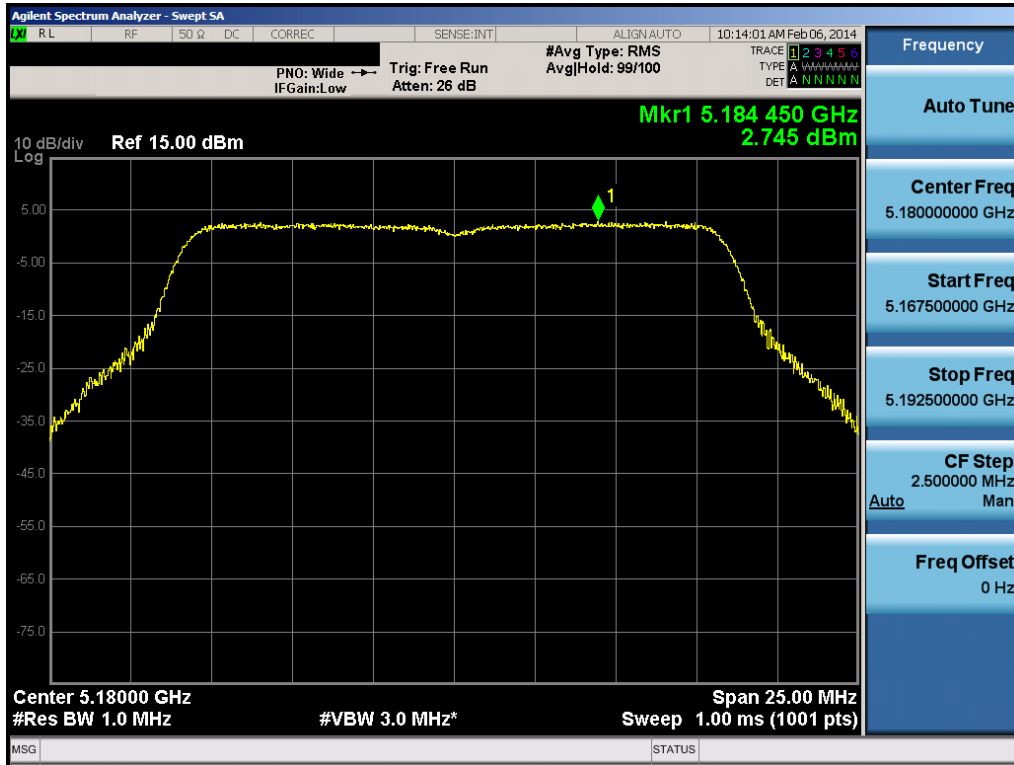 Agilent Spectrum Analyzer - Swept SA
LXI RL RF 50 Ω DC CORREC SENSE:INT ALIGN AUTO 10:14:01 AM Feb 06, 2014
PNO: Wide
IFGain:Low
Trig: Free Run
Atten: 26 dB
#Avg Type: RMS
Avg|Hold: 99/100
TRACE 1 2 3 4 5 6
TYPE A WWWWW
DET A N N N N N
Mkr1 5.184 450 GHz
2.745 dBm
10 dB/div Ref 15.00 dBm
Log
1
5.00
-5.00
-15.0
-25.0
-35.0
-45.0
-55.0
-65.0
-75.0
Center 5.18000 GHz Span 25.00 MHz
#Res BW 1.0 MHz #VBW 3.0 MHz* Sweep 1.00 ms (1001 pts)
MSG STATUS
Frequency
Auto Tune
Center Freq
5.180000000 GHz
Start Freq
5.167500000 GHz
Stop Freq
5.192500000 GHz
CF Step
2.500000 MHz
Auto Man
Freq Offset
0 Hz